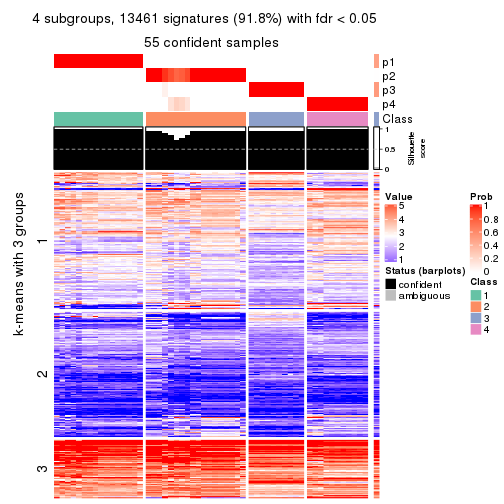 4 subgroups, 13461 signatures (91.8%) with fdr < 0.05
55 confident samples
p1
p2
p3
p4
Class
1
0.5
0
Silhouette
score
k-means with 3 groups
1
2
3
Value
5
4
3
2
1
Status (barplots)
confident
ambiguous
Prob
1
0.8
0.6
0.4
0.2
0
Class
1
2
3
4